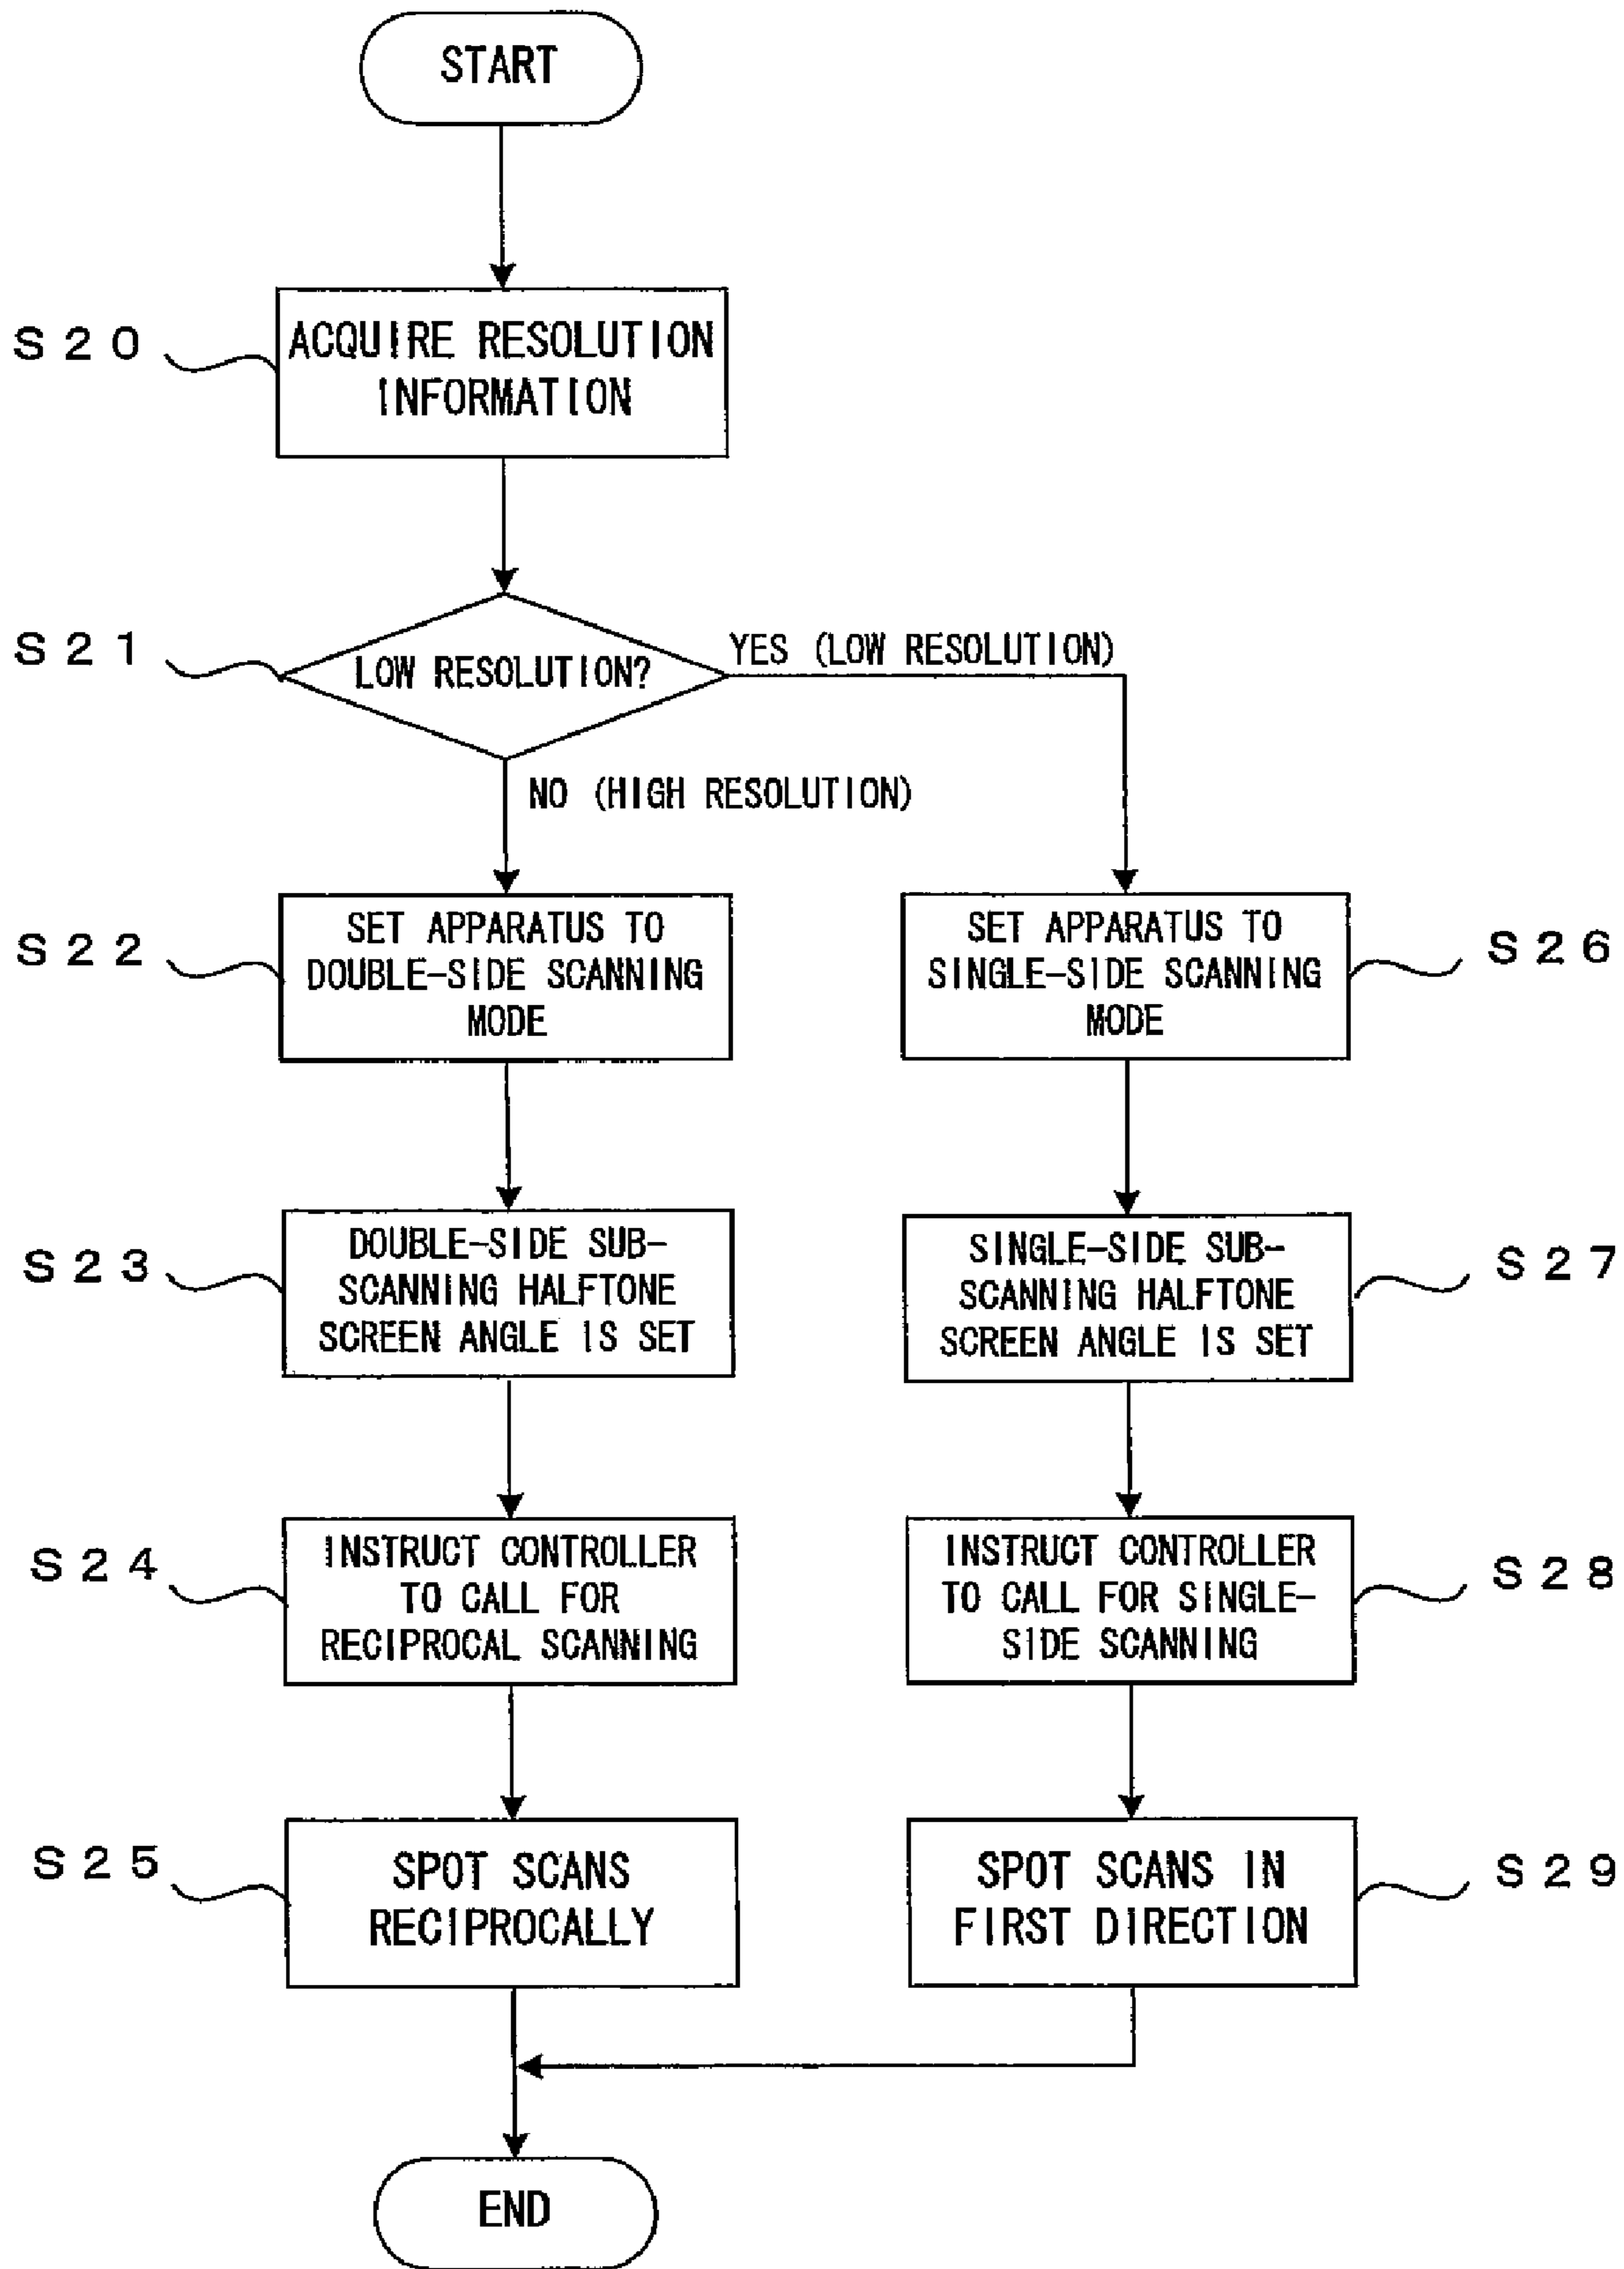 START
S20
ACQUIRE RESOLUTION
INFORMATION
S21
LOW RESOLUTION?
YES (LOW RESOLUTION)
NO (HIGH RESOLUTION)
S22
SET APPARATUS TO
DOUBLE-SIDE SCANNING
MODE
SET APPARATUS TO
SINGLE-SIDE SCANNING
MODE
S26
S23
DOUBLE-SIDE SUB-
SCANNING HALFTONE
SCREEN ANGLE IS SET
SINGLE-SIDE SUB-
SCANNING HALFTONE
SCREEN ANGLE IS SET
S27
S24
INSTRUCT CONTROLLER
TO CALL FOR
RECIPROCAL SCANNING
INSTRUCT CONTROLLER
TO CALL FOR SINGLE-
SIDE SCANNING
S28
S25
SPOT SCANS
RECIPROCALLY
SPOT SCANS IN
FIRST DIRECTION
S29
END